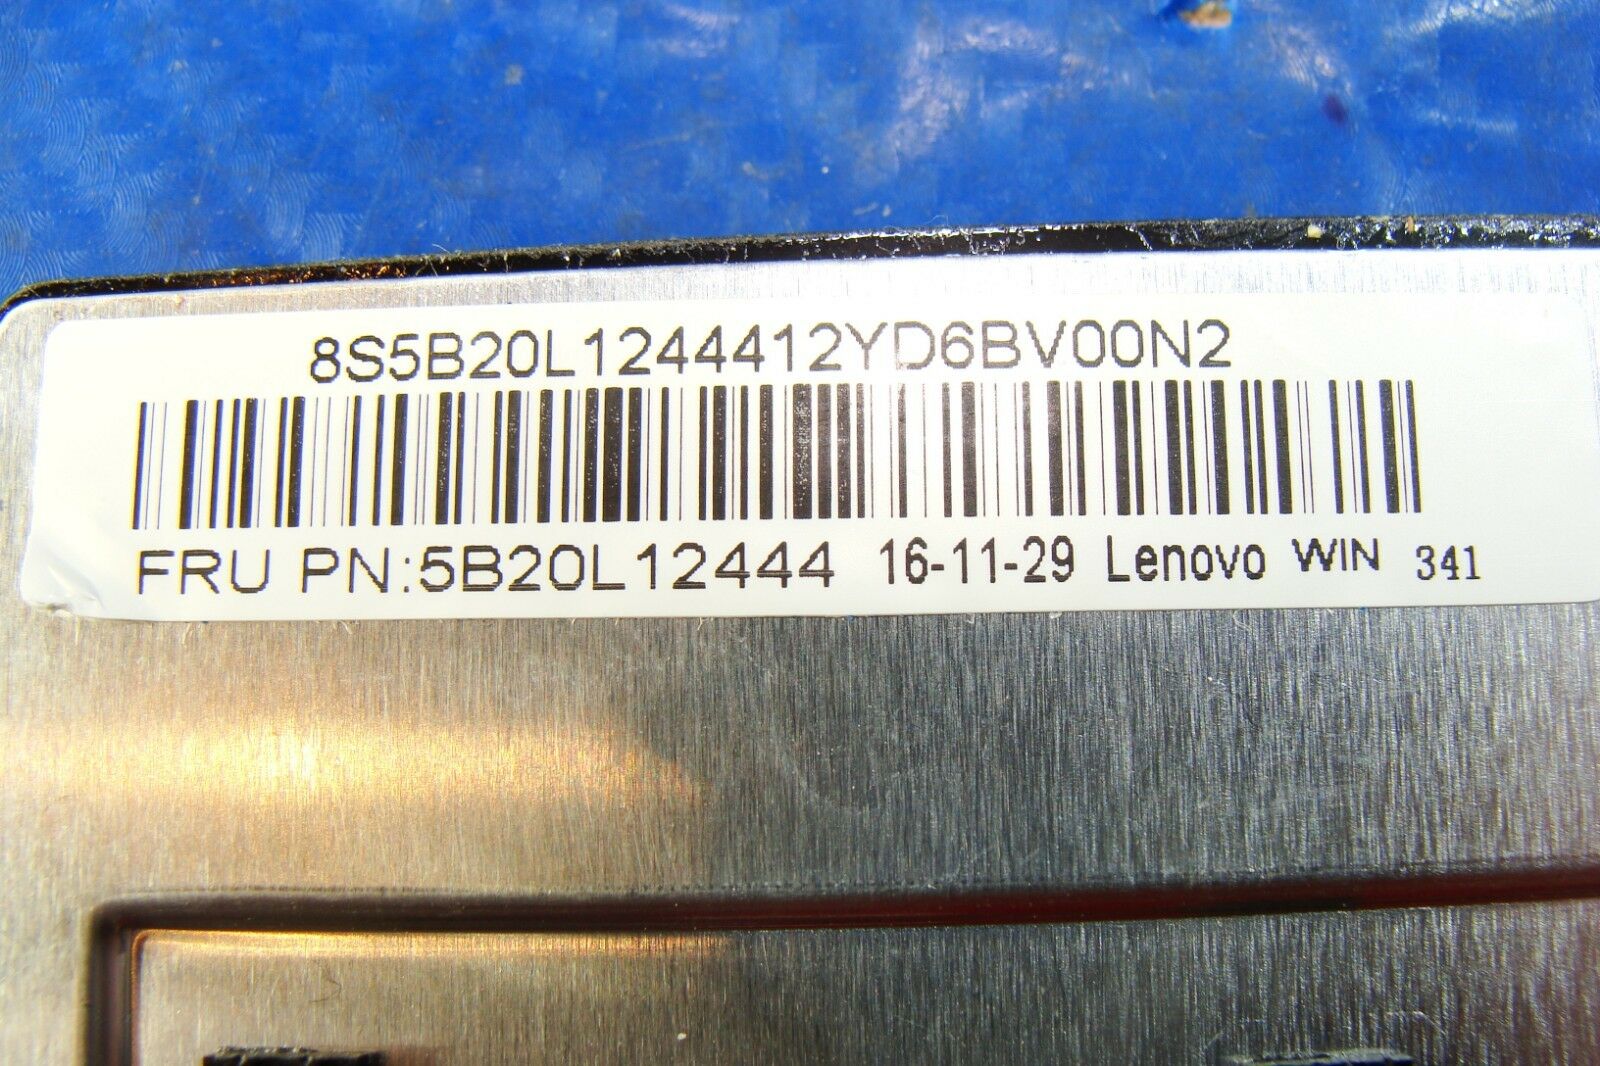 8S5B20L1244412YD6BV00N2
FRU PN:5B20L12444 16-11-29 Lenovo WIN 341